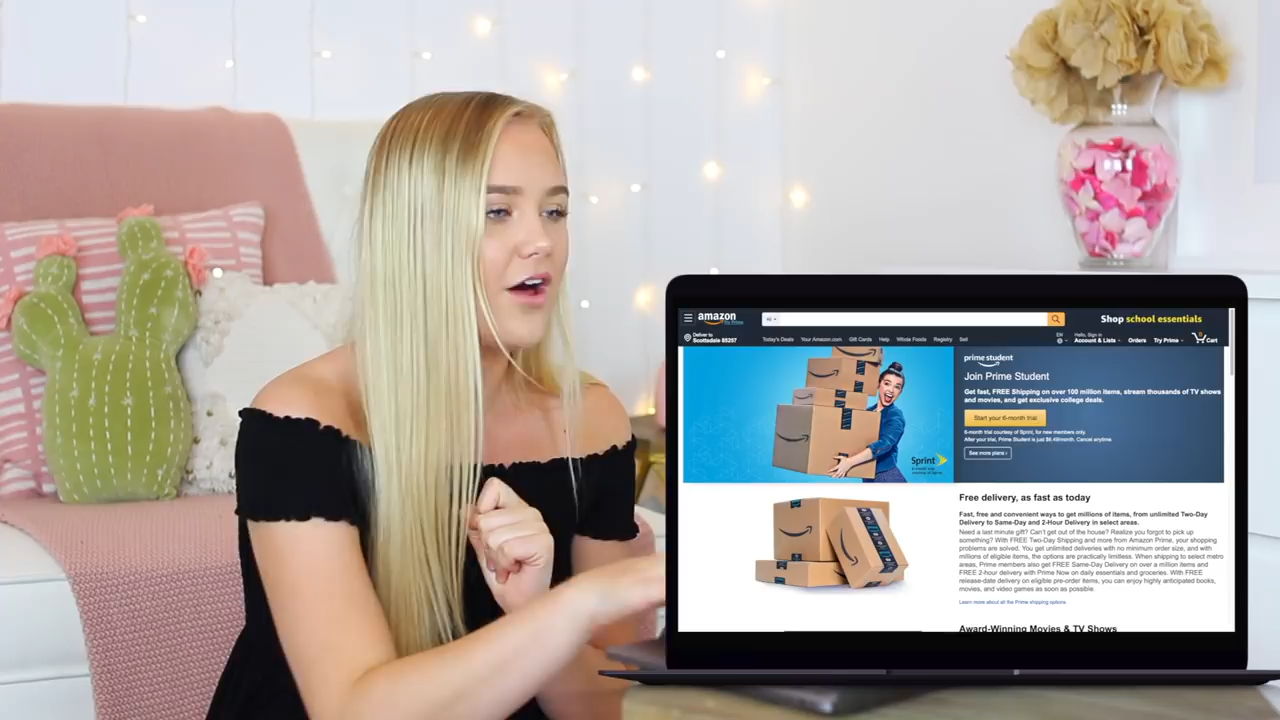 amazon
Try Prime
All
Shop school essentials
Deliver to
Scottsdale 85257
Today's Deals Your Amazon.com Gift Cards Help Whole Foods Registry Sell
EN
Hello, Sign in
Account & Lists
Orders
Try Prime
0
Cart
prime student
Join Prime Student
Get fast, FREE Shipping on over 100 million items, stream thousands of TV shows
and movies, and get exclusive college deals.
Start your 6-month trial
6-month trial courtesy of Sprint, for new members only.
After your trial, Prime Student is just $6.49/month. Cancel anytime.
See more plans ›
Sprint
6-month trial
courtesy of Sprint
Free delivery, as fast as today
Fast, free and convenient ways to get millions of items, from unlimited Two-Day
Delivery to Same-Day and 2-Hour Delivery in select areas.
Need a last minute gift? Can't get out of the house? Realize you forgot to pick up
something? With FREE Two-Day Shipping and more from Amazon Prime, your shopping
problems are solved. You get unlimited deliveries with no minimum order size, and with
millions of eligible items, the options are practically limitless. When shipping to select metro
areas, Prime members also get FREE Same-Day Delivery on over a million items and
FREE 2-hour delivery with Prime Now on daily essentials and groceries. With FREE
release-date delivery on eligible pre-order items, you can enjoy highly anticipated books,
movies, and video games as soon as possible.
Learn more about all the Prime shipping options.
Award-Winning Movies & TV Shows